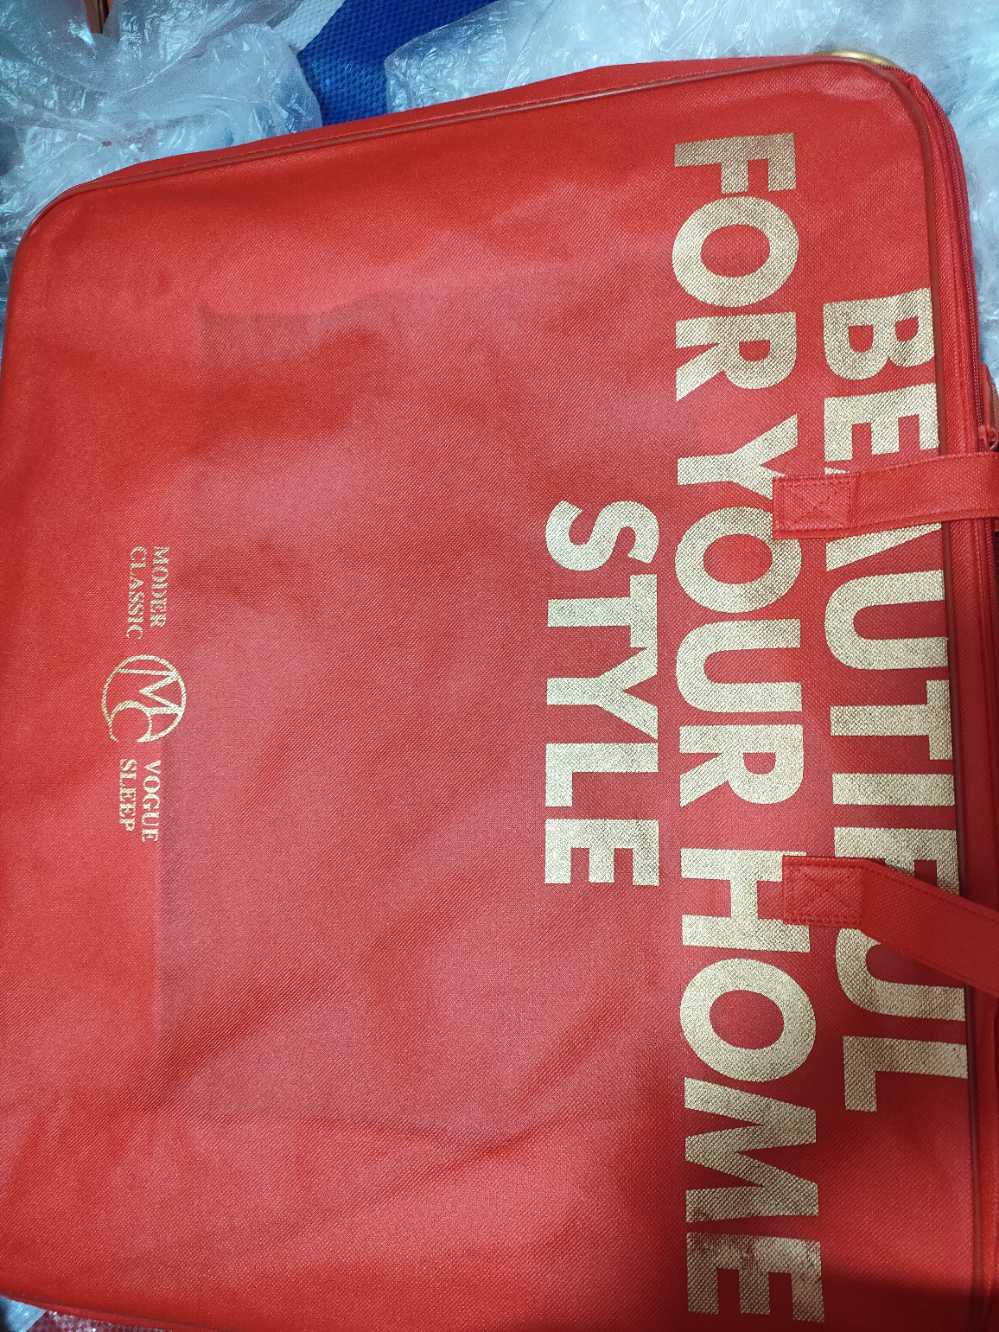 BEAUTIFUL
FOR YOUR HOME
STYLE
MODER
CLASSIC
MC
VOGUE
SLEEP